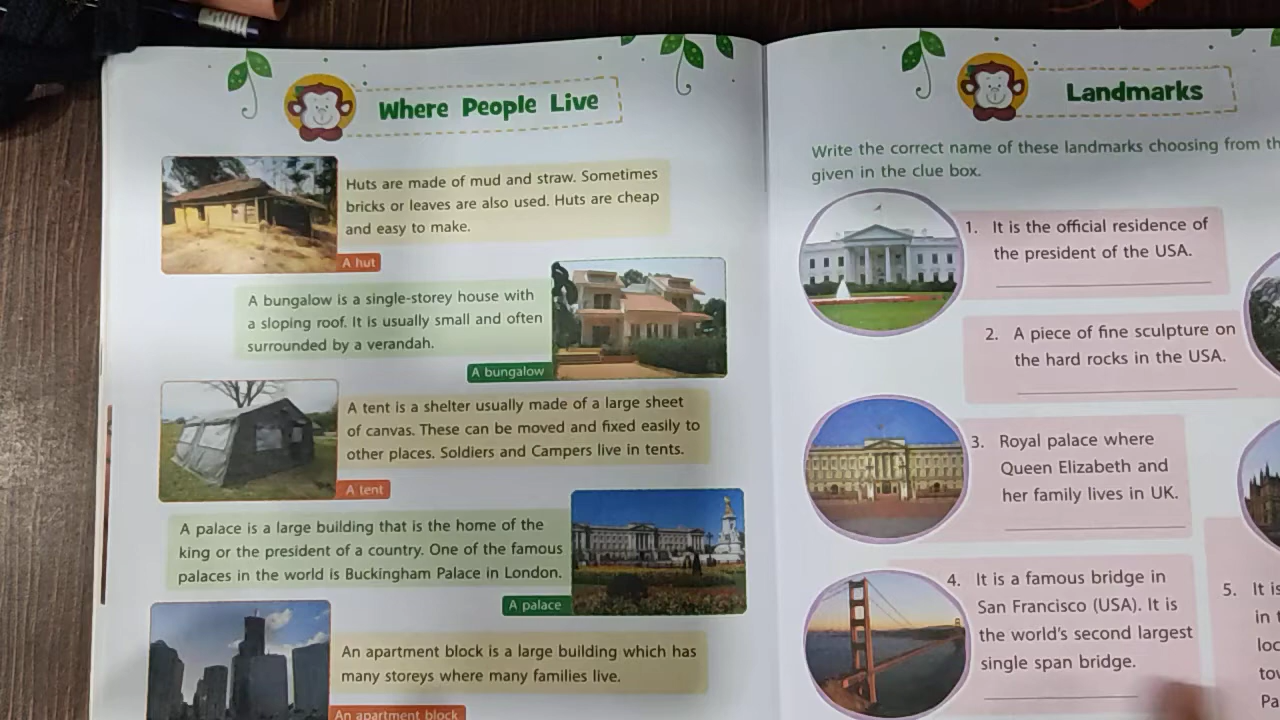 Where People Live
Huts are made of mud and straw. Sometimes
bricks or leaves are also used. Huts are cheap
and easy to make.
A hut
A bungalow is a single-storey house with
a sloping roof. It is usually small and often
surrounded by a verandah.
A bungalow
A tent is a shelter usually made of a large sheet
of canvas. These can be moved and fixed easily to
other places. Soldiers and Campers live in tents.
A tent
A palace is a large building that is the home of the
king or the president of a country. One of the famous
palaces in the world is Buckingham Palace in London.
A palace
An apartment block is a large building which has
many storeys where many families live.
An apartment block
Landmarks
Write the correct name of these landmarks choosing from
given in the clue box.
1. It is the official residence of
the president of the USA.
2. A piece of fine sculpture on
the hard rocks in the USA.
3. Royal palace where
Queen Elizabeth and
her family lives in UK.
4. It is a famous bridge in
San Francisco (USA). It is
the world's second largest
single span bridge.
5. It is
in